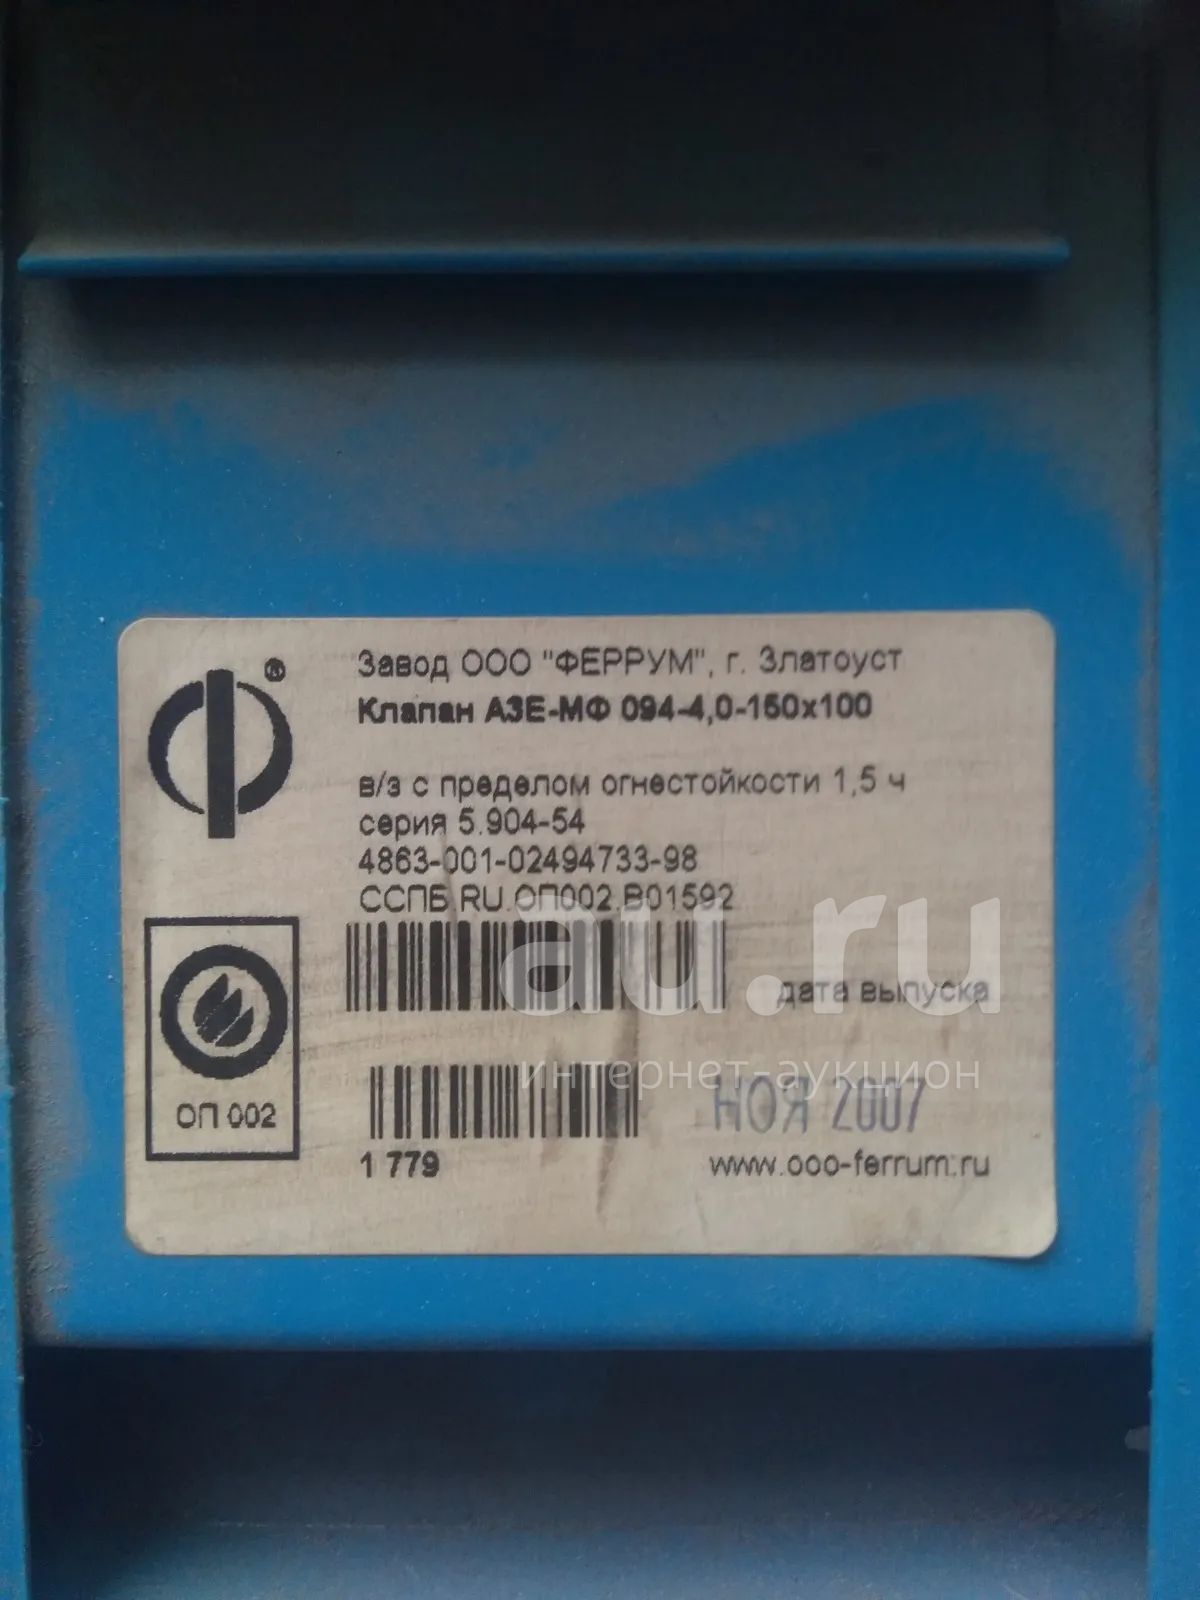 ®
Завод ООО "ФЕРРУМ", г. Златоуст
Клапан АЗЕ-МФ 094-4,0-150х100
в/з с пределом огнестойкости 1,5 ч
серия 5.904-54
4863-001-02494733-98
ССПБ.RU.ОП002.В01592
au.ru
дата выпуска
интернет-аукцион
НОЯ 2007
ОП 002
1 779
www.ooo-ferrum.ru